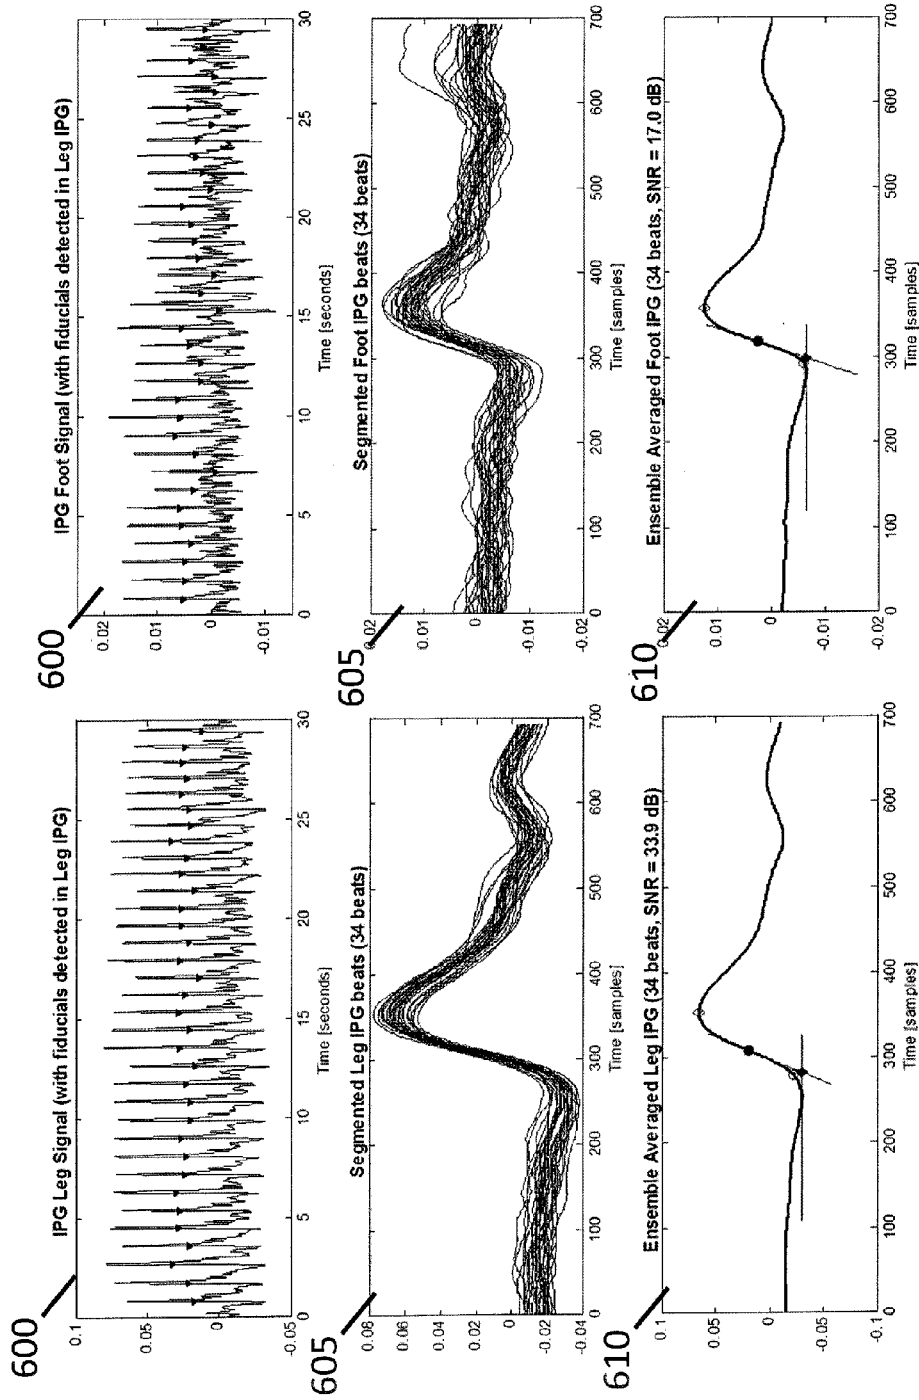 600
IPG Leg Signal (with fiducials detected in Leg IPG)
0.1
0.05
0
-0.05
0 5 10 15 20 25 30
Time [seconds]
600
IPG Foot Signal (with fiducials detected in Leg IPG)
0.02
0.01
0
-0.01
0 5 10 15 20 25 30
Time [seconds]
605
Segmented Leg IPG beats (34 beats)
0.08
0.06
0.04
0.02
0
-0.02
-0.04
0 100 200 300 400 500 600 700
Time [samples]
605
Segmented Foot IPG beats (34 beats)
0.02
0.01
0
-0.01
-0.02
0 100 200 300 400 500 600 700
Time [samples]
610
Ensemble Averaged Leg IPG (34 beats, SNR = 33.9 dB)
0.1
0.05
0
-0.05
-0.1
0 100 200 300 400 500 600 700
Time [samples]
610
Ensemble Averaged Foot IPG (34 beats, SNR = 17.0 dB)
0.02
0.01
0
-0.01
-0.02
0 100 200 300 400 500 600 700
Time [samples]